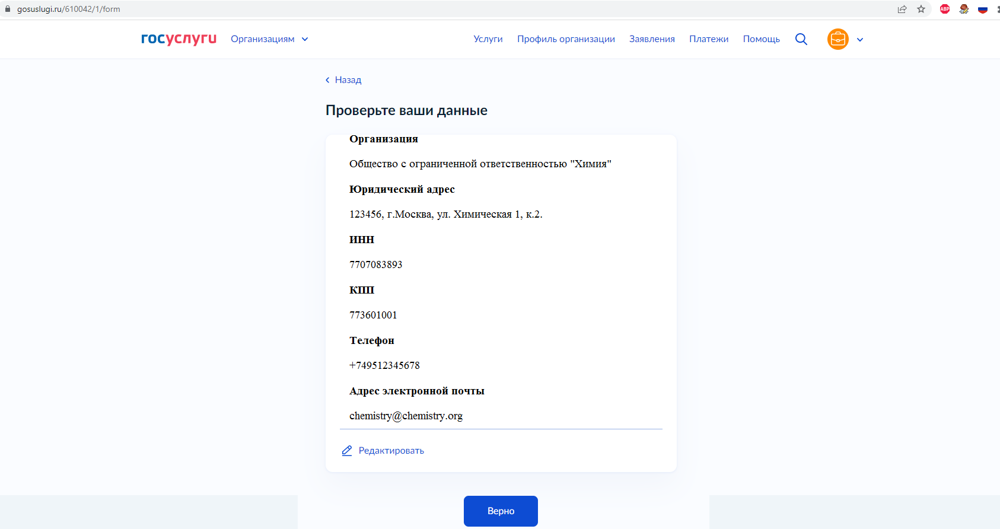 gosuslugi.ru/610042/1/form
ABP
госуслуги Организациям Услуги Профиль организации Заявления Платежи Помощь
Назад
Проверьте ваши данные
Организация
Общество с ограниченной ответственностью "Химия"
Юридический адрес
123456, г.Москва, ул. Химическая 1, к.2.
ИНН
7707083893
КПП
773601001
Телефон
+749512345678
Адрес электронной почты
chemistry@chemistry.org
Редактировать
Верно